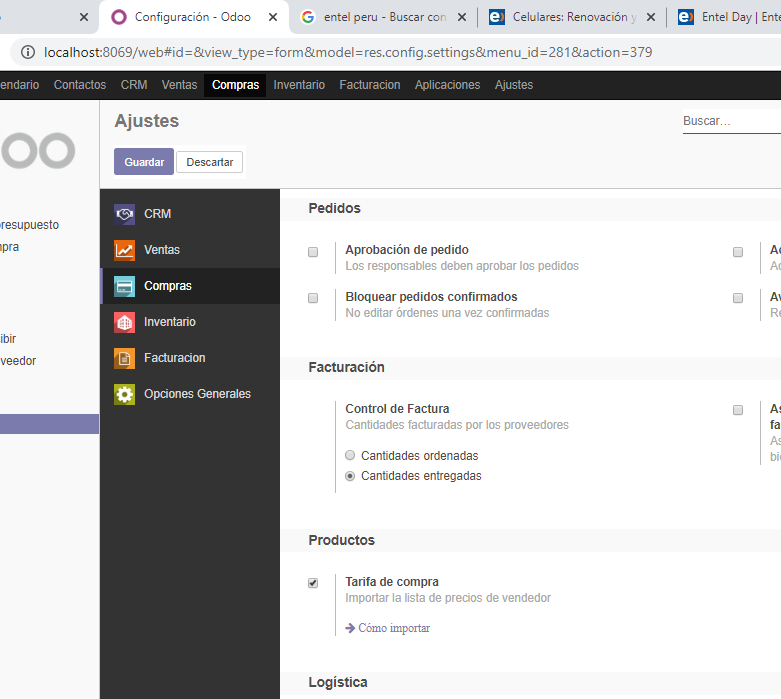 Configuración - Odoo
entel peru - Buscar con
Celulares: Renovación y
Entel Day | Ente
localhost:8069/web#id=&view_type=form&model=res.config.settings&menu_id=281&action=379
endario Contactos CRM Ventas Compras Inventario Facturacion Aplicaciones Ajustes
Ajustes
Buscar...
Guardar Descartar
resupuesto
mpra
ibir
veedor
CRM
Ventas
Compras
Inventario
Facturacion
Opciones Generales
Pedidos
Aprobación de pedido
Los responsables deben aprobar los pedidos
Ac
Ac
Bloquear pedidos confirmados
No editar órdenes una vez confirmadas
Av
Re
Facturación
Control de Factura
Cantidades facturadas por los proveedores
Cantidades ordenadas
Cantidades entregadas
As
fa
As
bi
Productos
Tarifa de compra
Importar la lista de precios de vendedor
Cómo importar
Logística